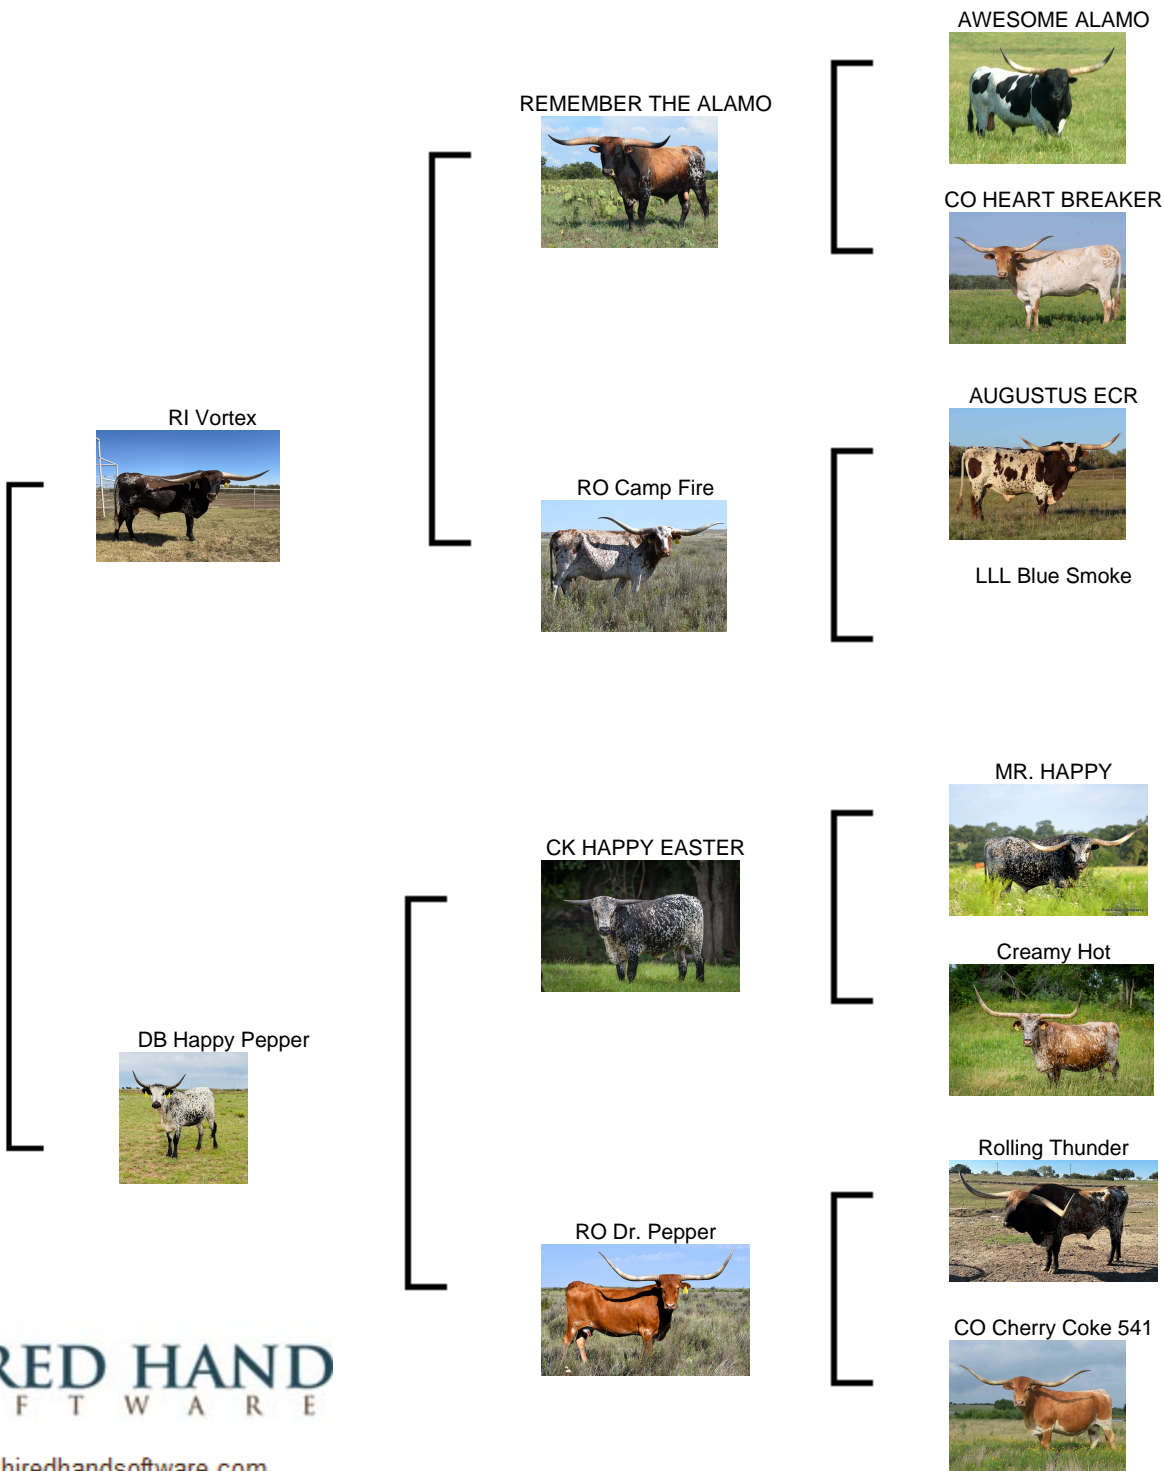 AWESOME ALAMO
REMEMBER THE ALAMO
CO HEART BREAKER
AUGUSTUS ECR
RI Vortex
RO Camp Fire
LLL Blue Smoke
MR. HAPPY
CK HAPPY EASTER
Creamy Hot
DB Happy Pepper
Rolling Thunder
RO Dr. Pepper
CO Cherry Coke 541
RED HAND
F T W A R E
hiredhandsoftware.com